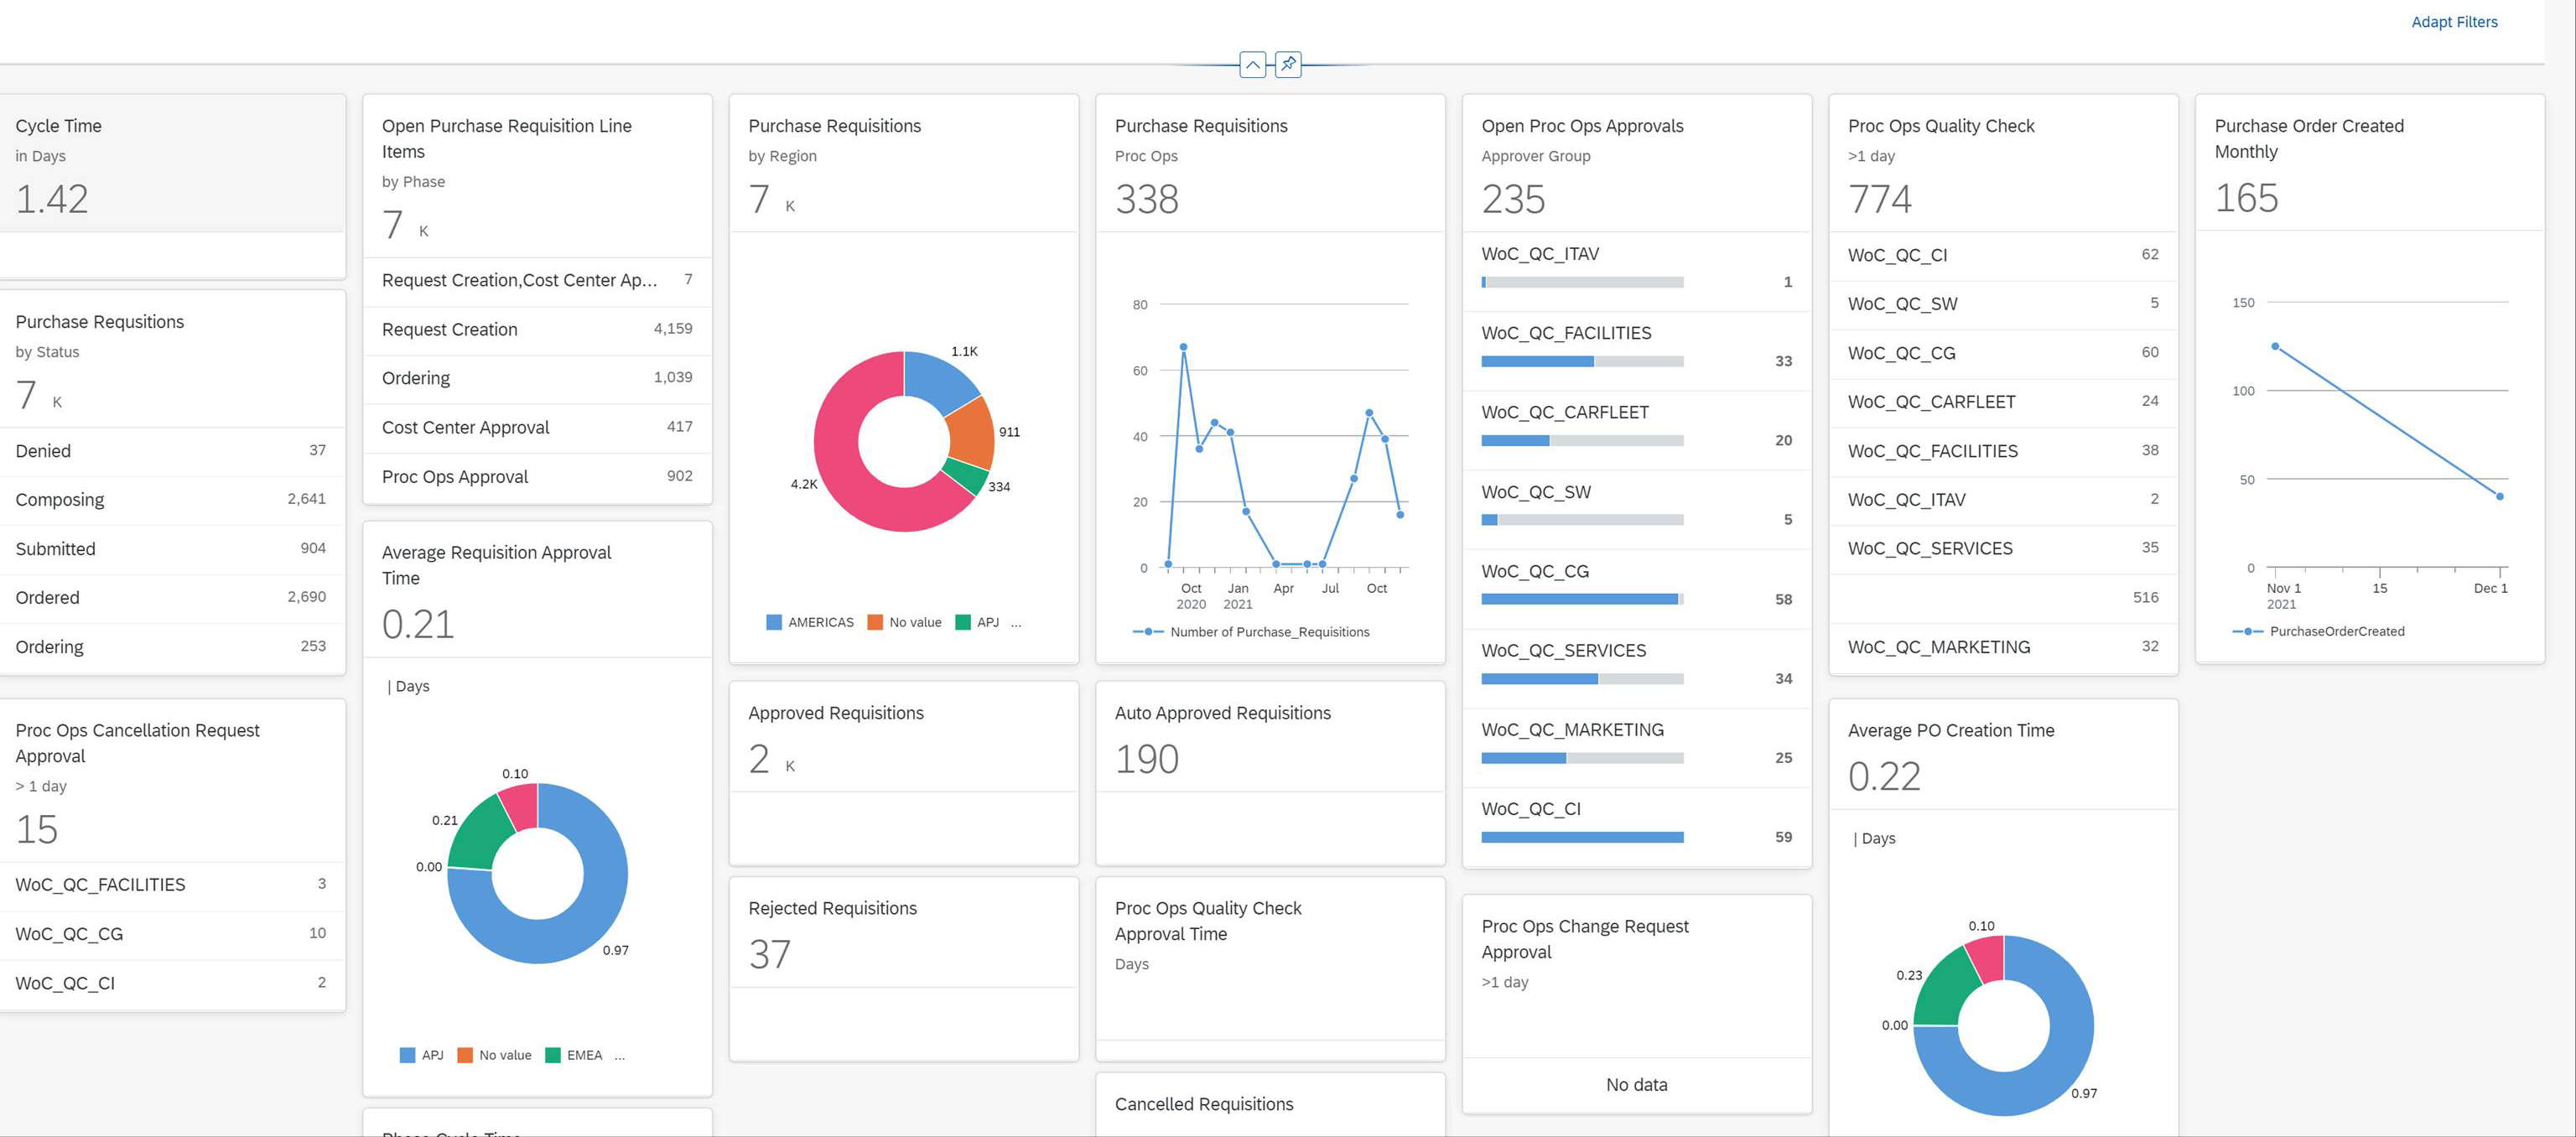 Adapt Filters
Cycle Time
in Days
1.42
Purchase Requsitions
by Status
7 K
Denied 37
Composing 2,641
Submitted 904
Ordered 2,690
Ordering 253
Proc Ops Cancellation Request
Approval
> 1 day
15
WoC_QC_FACILITIES 3
WoC_QC_CG 10
WoC_QC_CI 2
Open Purchase Requisition Line
Items
by Phase
7 K
Request Creation,Cost Center Ap... 7
Request Creation 4,159
Ordering 1,039
Cost Center Approval 417
Proc Ops Approval 902
Average Requisition Approval
Time
0.21
| Days
0.10
0.21
0.00
0.97
APJ No value EMEA ...
Phase Cycle Time
Purchase Requisitions
by Region
7 K
1.1K
911
4.2K
334
AMERICAS No value APJ ...
Approved Requisitions
2 K
Rejected Requisitions
37
Purchase Requisitions
Proc Ops
338
80
60
40
20
0
Oct Jan Apr Jul Oct
2020 2021
Number of Purchase_Requisitions
Auto Approved Requisitions
190
Proc Ops Quality Check
Approval Time
Days
Cancelled Requisitions
Open Proc Ops Approvals
Approver Group
235
WoC_QC_ITAV
1
WoC_QC_FACILITIES
33
WoC_QC_CARFLEET
20
WoC_QC_SW
5
WoC_QC_CG
58
WoC_QC_SERVICES
34
WoC_QC_MARKETING
25
WoC_QC_CI
59
Proc Ops Change Request
Approval
>1 day
No data
Proc Ops Quality Check
>1 day
774
WoC_QC_CI 62
WoC_QC_SW 5
WoC_QC_CG 60
WoC_QC_CARFLEET 24
WoC_QC_FACILITIES 38
WoC_QC_ITAV 2
WoC_QC_SERVICES 35
516
WoC_QC_MARKETING 32
Average PO Creation Time
0.22
| Days
0.10
0.23
0.00
0.97
Purchase Order Created
Monthly
165
150
100
50
0
Nov 1 15 Dec 1
2021
PurchaseOrderCreated